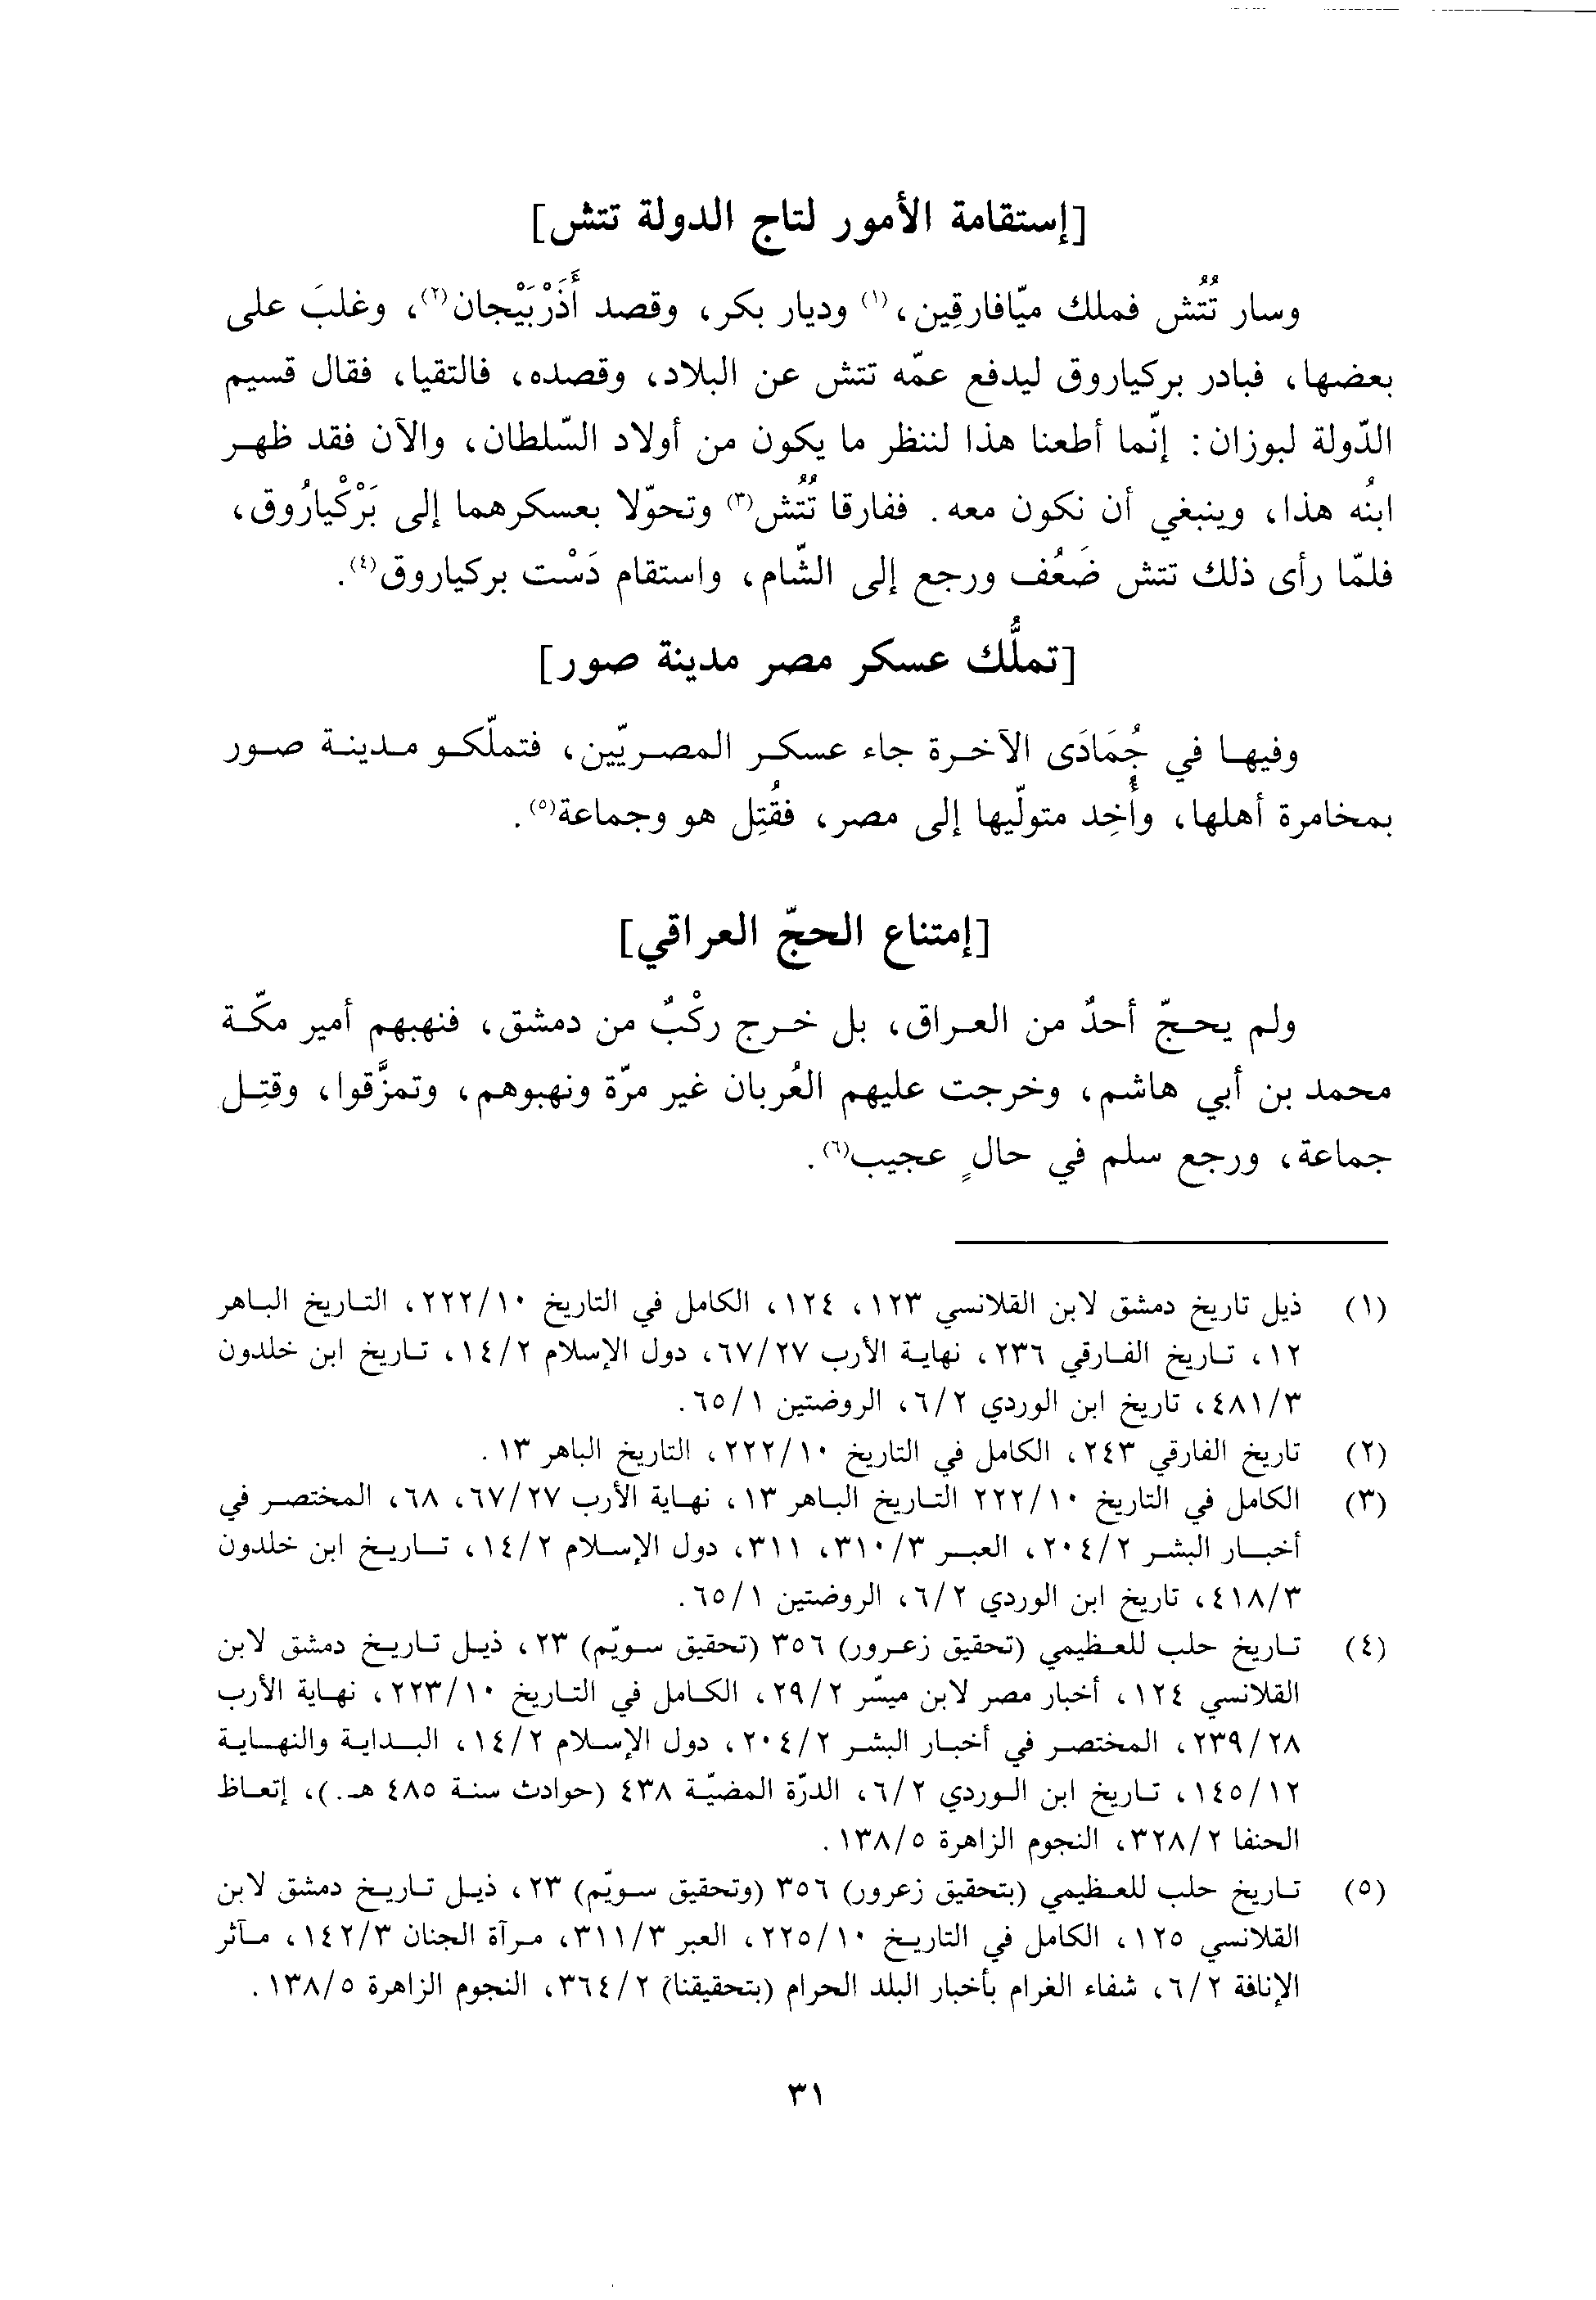 [إستقامة الأمور لتاج الدولة تتش]
وسار تُتُش فملك ميّافارقِين،(١) وديار بكر، وقصد أَذَرْبَيْجان(٢)، وغلبَ على
بعضها، فبادر بركياروق ليدفع عمّه تتش عن البلاد، وقصده، فالتقيا، فقال قسيم
الدّولة لبوزان: إنّما أطعنا هذا لننظر ما يكون من أولاد السّلطان، والآن فقد ظهر
ابنُه هذا، وينبغي أن نكون معه. ففارقا تُتُش(٣) وتحوّلا بعسكرهما إلى بَرْكْيارُوق،
فلمّا رأى ذلك تتش ضَعُف ورجع إلى الشّام، واستقام دَسْت بركياروق(٤).
[تملُّك عسكر مصر مدينة صور]
وفيها في جُمَادَى الآخرة جاء عسكر المصريّين، فتملّكو مدينة صور
بمخامرة أهلها، وأُخِد متولّيها إلى مصر، فقُتِل هو وجماعة(٥).
[إمتناع الحجّ العراقي]
ولم يحجّ أحدٌ من العراق، بل خرج ركْبٌ من دمشق، فنهبهم أمير مكّة
محمد بن أبي هاشم، وخرجت عليهم العُربان غير مرّة ونهبوهم، وتمزَّقوا، وقتِل
جماعة، ورجع سلم في حالٍ عجيب(٦).
(١) ذيل تاريخ دمشق لابن القلانسي ١٢٣، ١٢٤، الكامل في التاريخ ٢٢٢/١٠، التاريخ الباهر
١٢، تاريخ الفارقي ٢٣٦، نهاية الأرب ٦٧/٢٧، دول الإسلام ١٤/٢، تاريخ ابن خلدون
٤٨١/٣، تاريخ ابن الوردي ٦/٢، الروضتين ٦٥/١.
(٢) تاريخ الفارقي ٢٤٣، الكامل في التاريخ ٢٢٢/١٠، التاريخ الباهر ١٣.
(٣) الكامل في التاريخ ٢٢٢/١٠ التاريخ الباهر ١٣، نهاية الأرب ٦٧/٢٧، ٦٨، المختصر في
أخبار البشر ٢٠٤/٢، العبر ٣١٠/٣، ٣١١، دول الإسلام ١٤/٢، تاريخ ابن خلدون
٤١٨/٣، تاريخ ابن الوردي ٦/٢، الروضتين ٦٥/١.
(٤) تاريخ حلب للعظيمي (تحقيق زعرور) ٣٥٦ (تحقيق سويّم) ٢٣، ذيل تاريخ دمشق لابن
القلانسي ١٢٤، أخبار مصر لابن ميسّر ٢٩/٢، الكامل في التاريخ ٢٢٣/١٠، نهاية الأرب
٢٣٩/٢٨، المختصر في أخبار البشر ٢٠٤/٢، دول الإسلام ١٤/٢، البداية والنهاية
١٤٥/١٢، تاريخ ابن الوردي ٦/٢، الدرّة المضيّة ٤٣٨ (حوادث سنة ٤٨٥ هـ.)، إتعاظ
الحنفا ٣٢٨/٢، النجوم الزاهرة ١٣٨/٥.
(٥) تاريخ حلب للعظيمي (بتحقيق زعرور) ٣٥٦ (وتحقيق سويّم) ٢٣، ذيل تاريخ دمشق لابن
القلانسي ١٢٥، الكامل في التاريخ ٢٢٥/١٠، العبر ٣١١/٣، مرآة الجنان ١٤٢/٣، مآثر
الإنافة ٦/٢، شفاء الغرام بأخبار البلد الحرام (بتحقيقنا) ٣٦٤/٢، النجوم الزاهرة ١٣٨/٥.
٣١